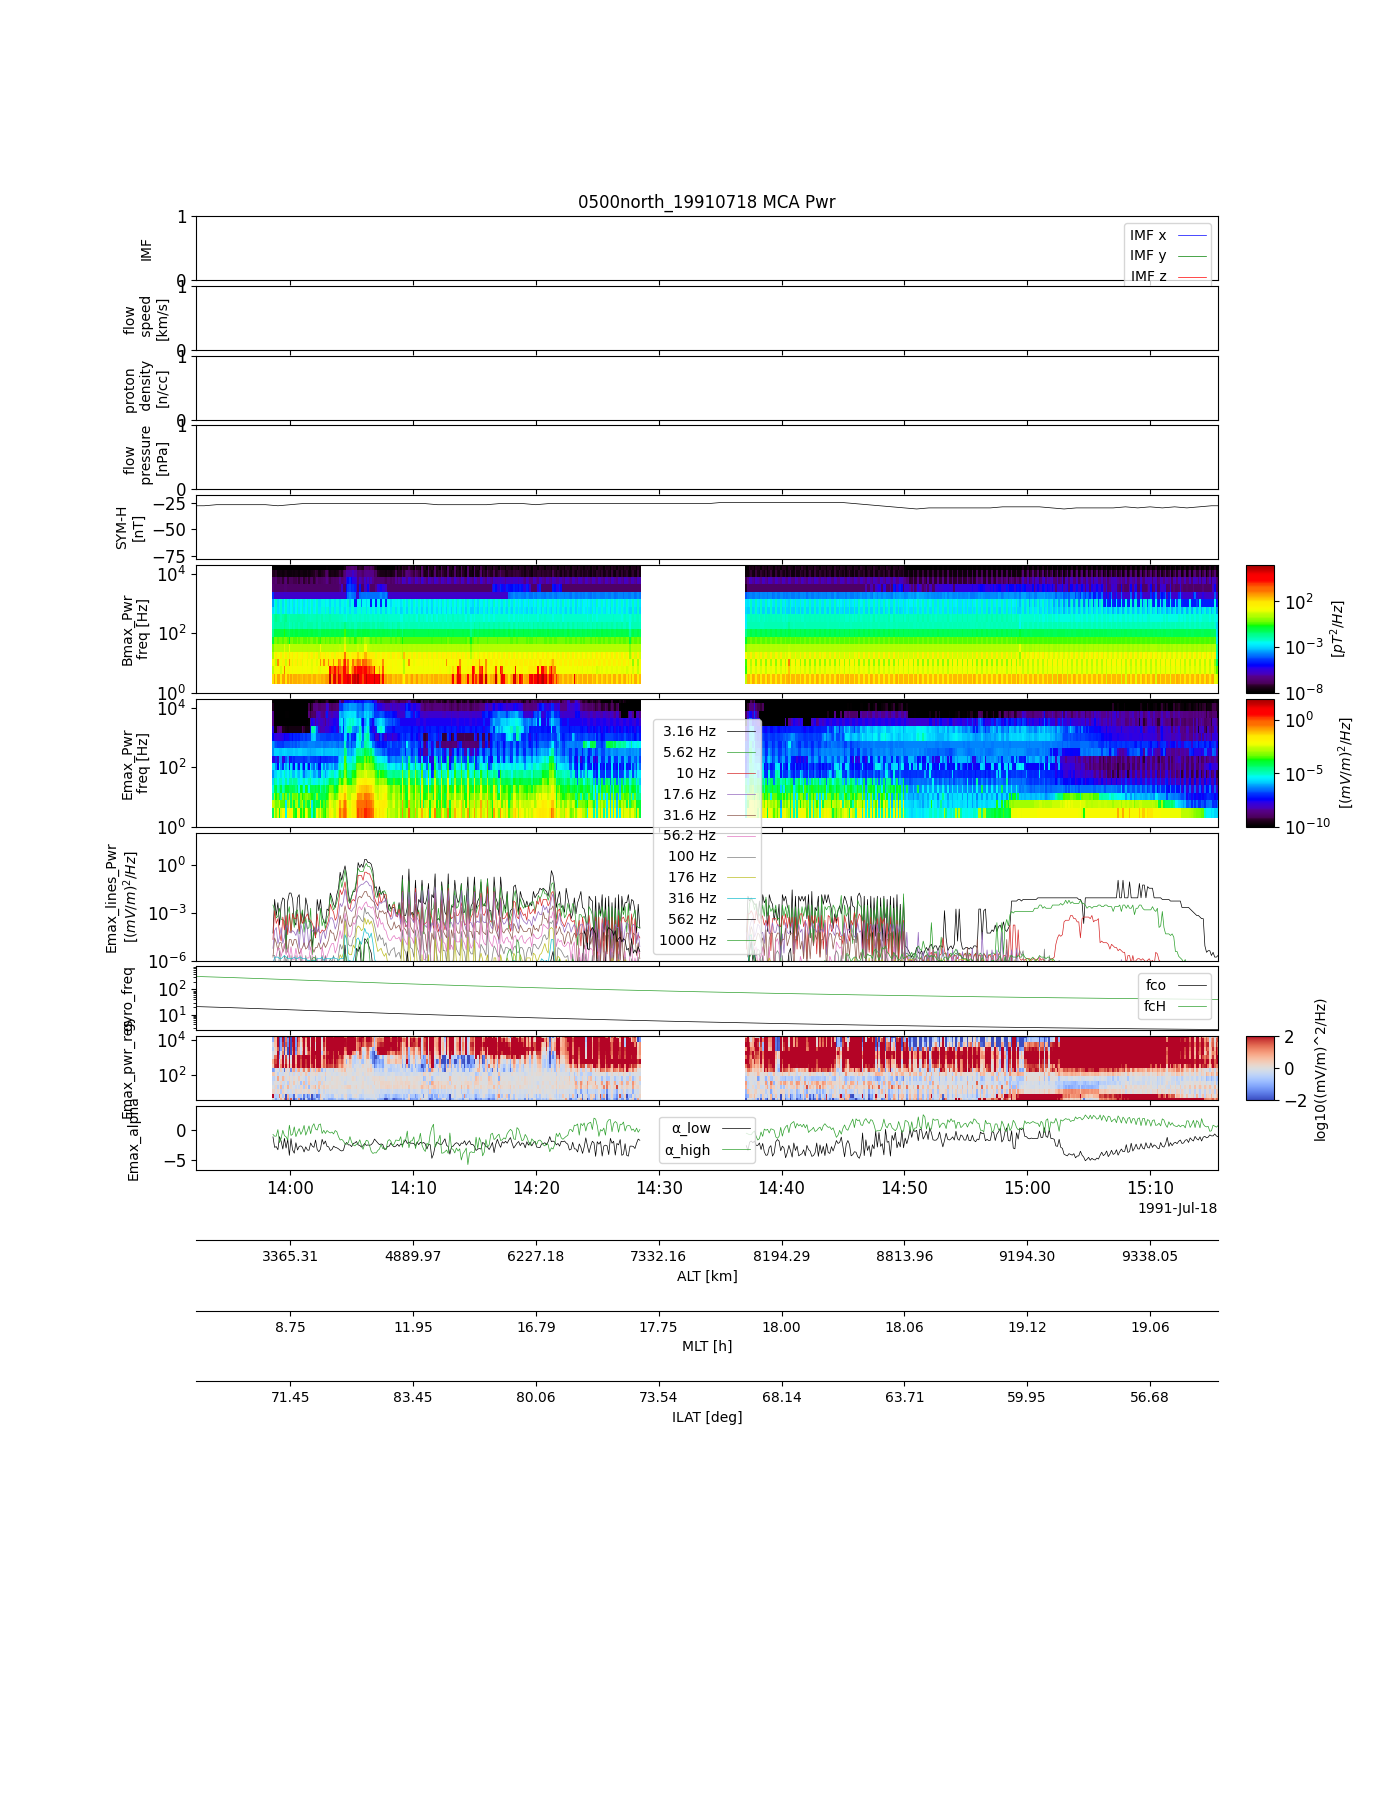 0500north_19910718 MCA Pwr
1
0
IMF
IMF x
IMF y
IMF z
1
0
flow
speed
[km/s]
1
0
proton
density
[n/cc]
1
0
flow
pressure
[nPa]
−25
−50
−75
SYM-H
[nT]
10^4
10^2
10^0
Bmax_Pwr
freq [Hz]
10^2
10^−3
10^−8
[pT^2/Hz]
10^4
10^2
10^0
Emax_Pwr
freq [Hz]
10^0
10^−5
10^−10
[(mV/m)^2/Hz]
3.16 Hz
5.62 Hz
10 Hz
17.6 Hz
31.6 Hz
56.2 Hz
100 Hz
176 Hz
316 Hz
562 Hz
1000 Hz
10^0
10^−3
10^−6
Emax_lines_Pwr
[(mV/m)^2/Hz]
10^2
10^1
gyro_freq
fco
fcH
10^4
10^2
Emax_pwr_res
2
0
−2
log10((mV/m)^2/Hz)
0
−5
Emax_alpha
α_low
α_high
14:00 14:10 14:20 14:30 14:40 14:50 15:00 15:10
1991-Jul-18
3365.31 4889.97 6227.18 7332.16 8194.29 8813.96 9194.30 9338.05
ALT [km]
8.75 11.95 16.79 17.75 18.00 18.06 19.12 19.06
MLT [h]
71.45 83.45 80.06 73.54 68.14 63.71 59.95 56.68
ILAT [deg]